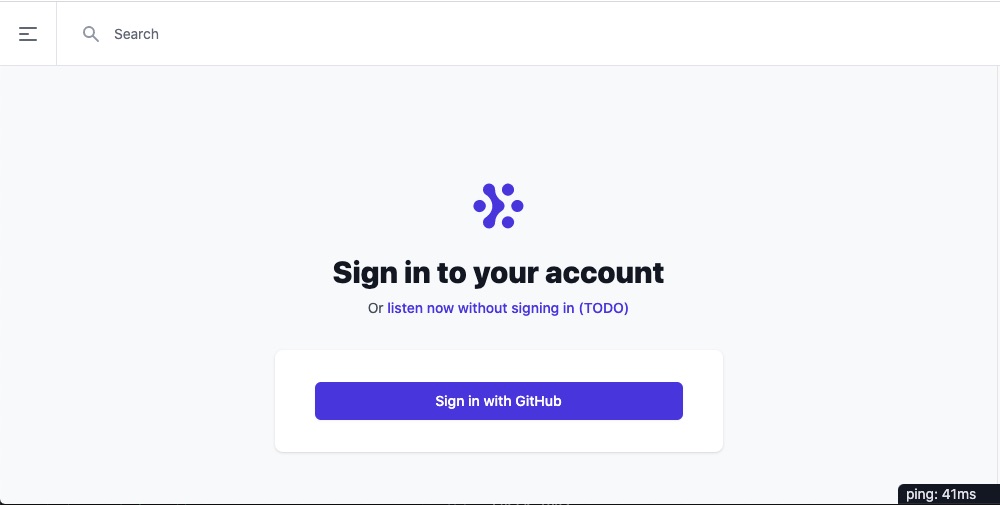 Search
Sign in to your account
Or listen now without signing in (TODO)
Sign in with GitHub
ping: 41ms